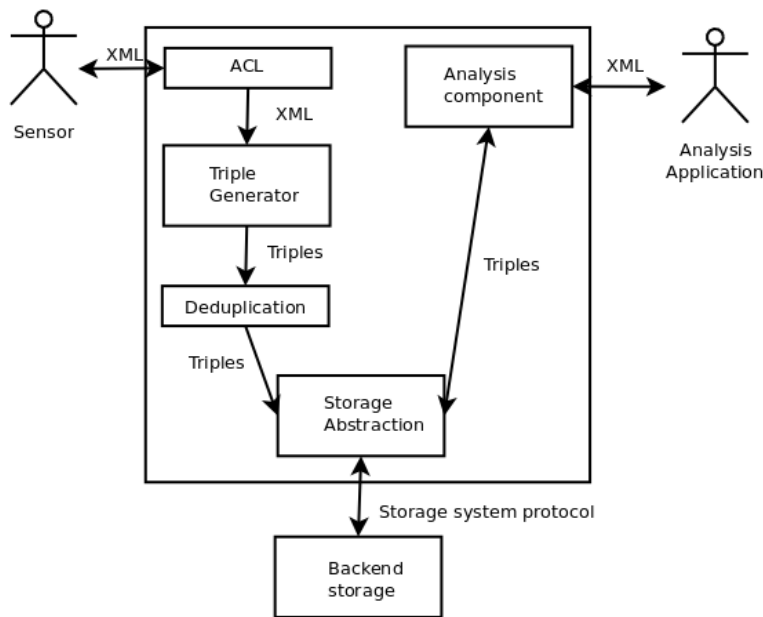 XML
ACL
Analysis
component
XML
Sensor
XML
Analysis
Application
Triple
Generator
Triples
Triples
Deduplication
Triples
Storage
Abstraction
Storage system protocol
Backend
storage